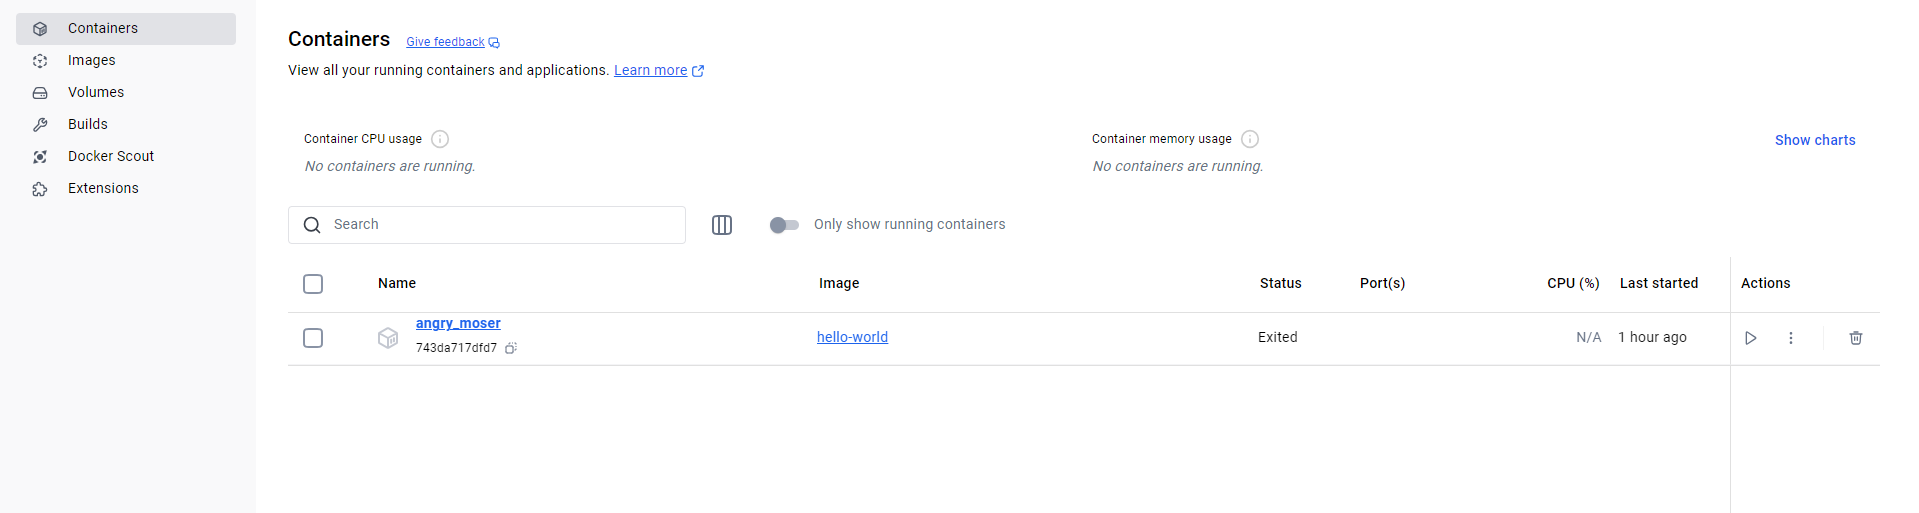 Containers
Images
Volumes
Builds
Docker Scout
Extensions
Containers Give feedback
View all your running containers and applications. Learn more
Container CPU usage
No containers are running.
Container memory usage
No containers are running.
Show charts
Search
Only show running containers
Name Image Status Port(s) CPU (%) Last started Actions
angry_moser
743da717dfd7
hello-world Exited N/A 1 hour ago